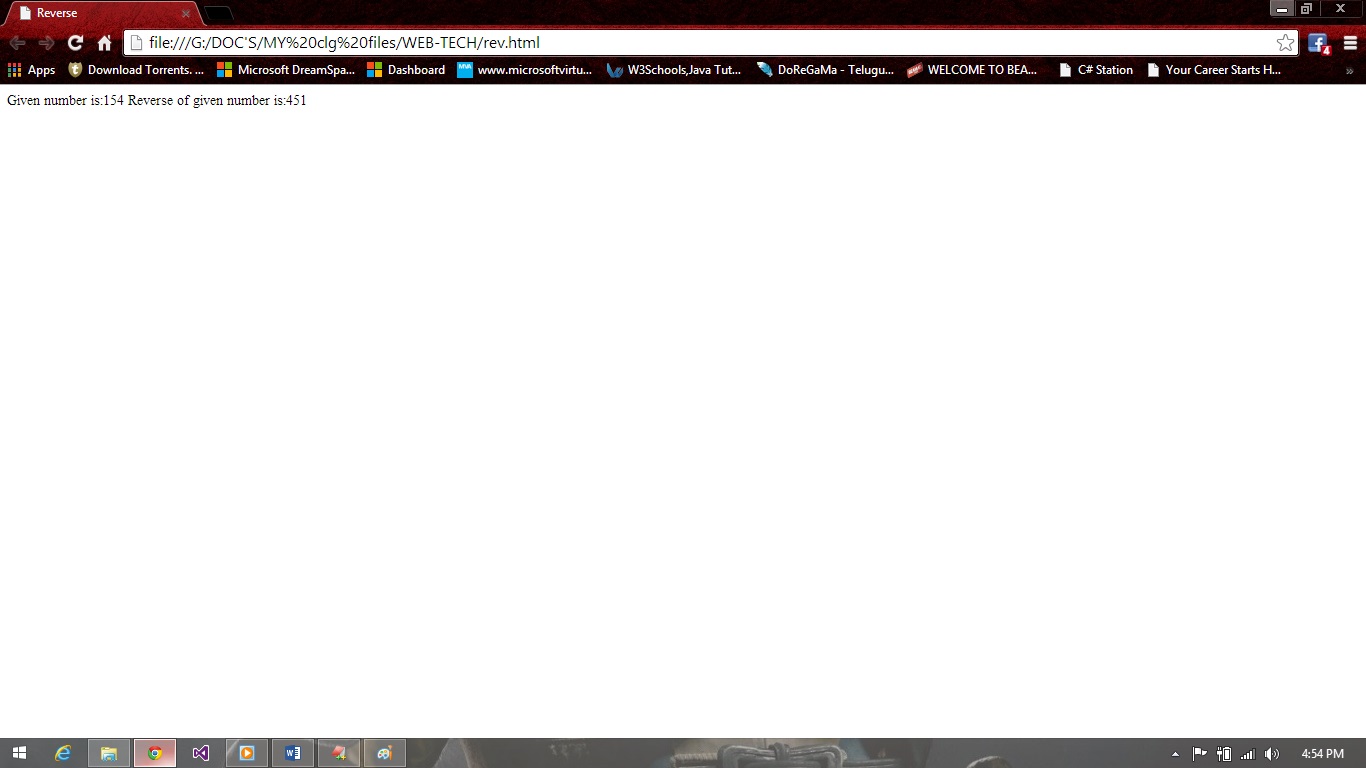 Reverse
file:///G:/DOC'S/MY%20clg%20files/WEB-TECH/rev.html
4
Apps Download Torrents. ... Microsoft DreamSpa... Dashboard MVA www.microsoftvirtu... W3Schools,Java Tut... DoReGaMa - Telugu... WELCOME TO BEA... C# Station Your Career Starts H... »
Given number is:154 Reverse of given number is:451
4:54 PM